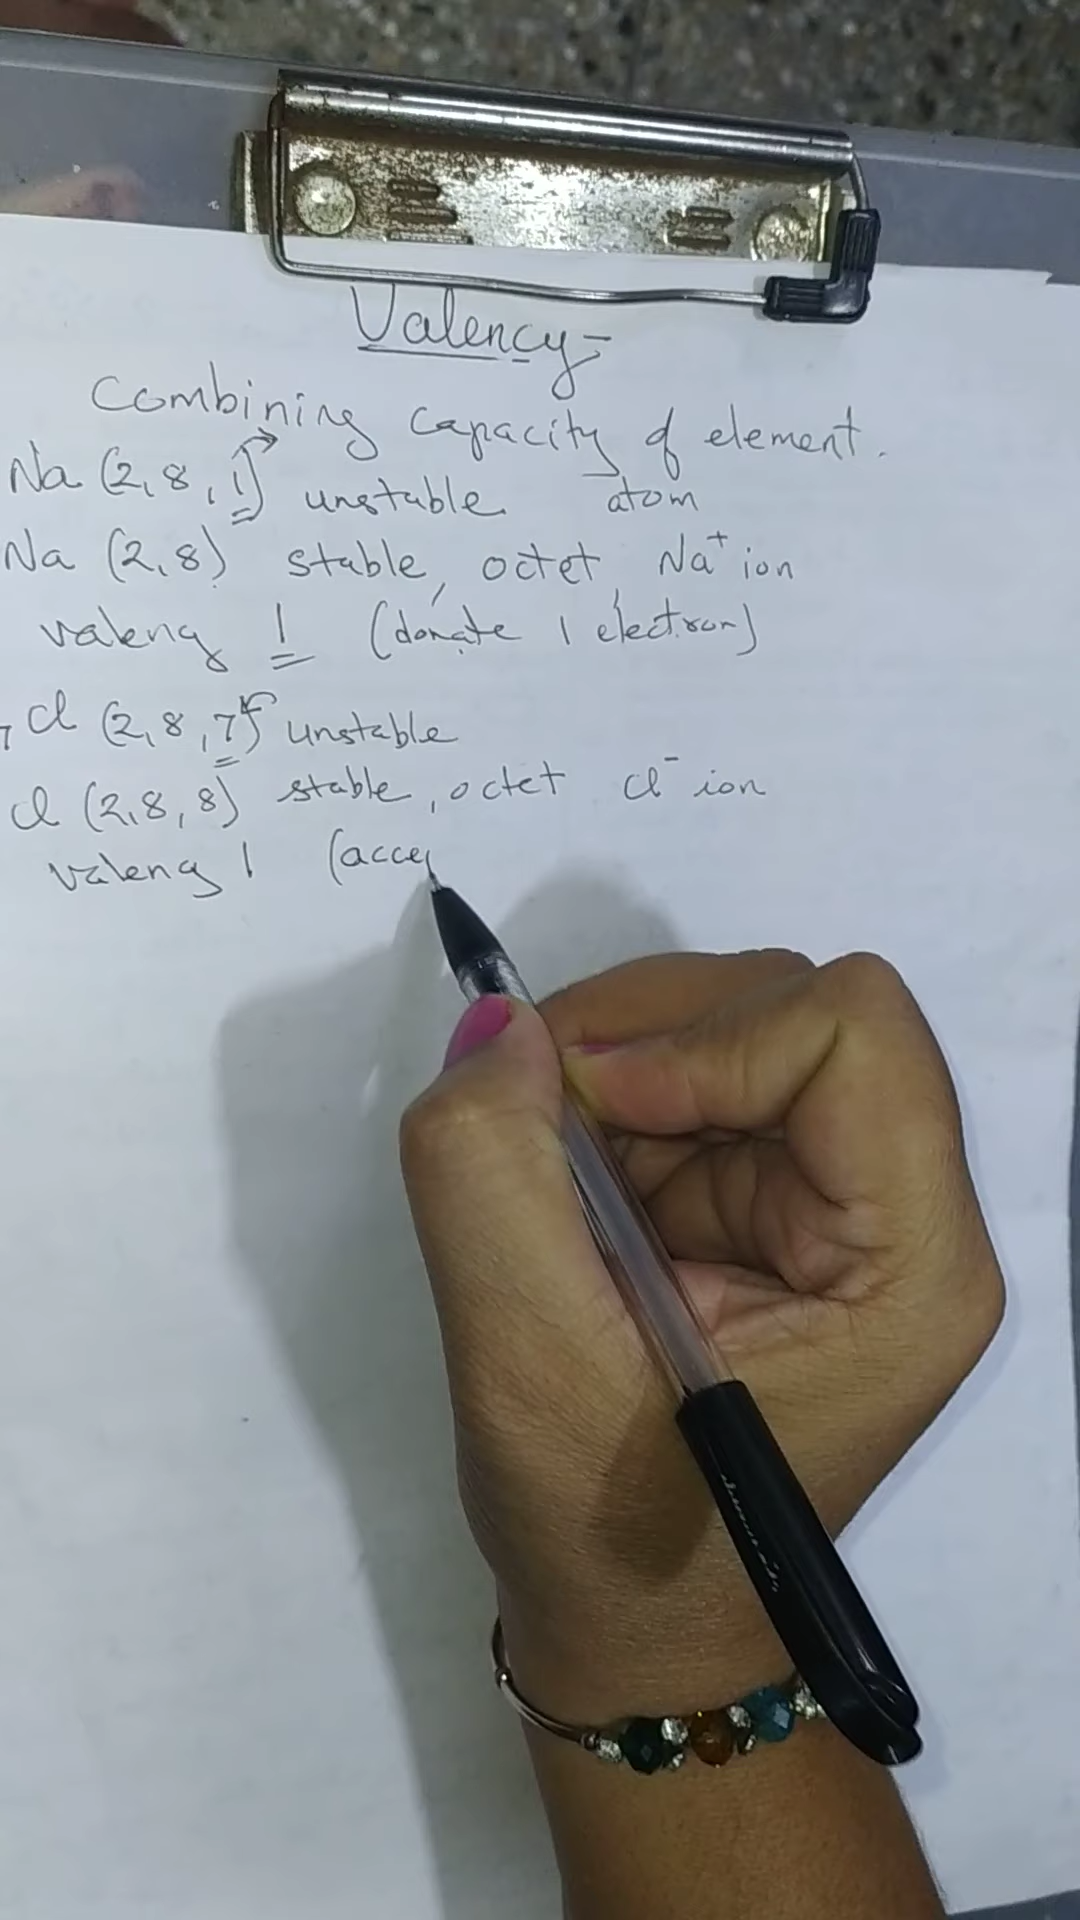 Valency-
Combining capacity of element.
Na (2,8,1) unstable atom
Na (2,8) stable, octet, Na+ ion
valency 1 (donate 1 electron)
Cl (2,8,7) unstable
Cl (2,8,8) stable, octet Cl- ion
valency 1 (accep